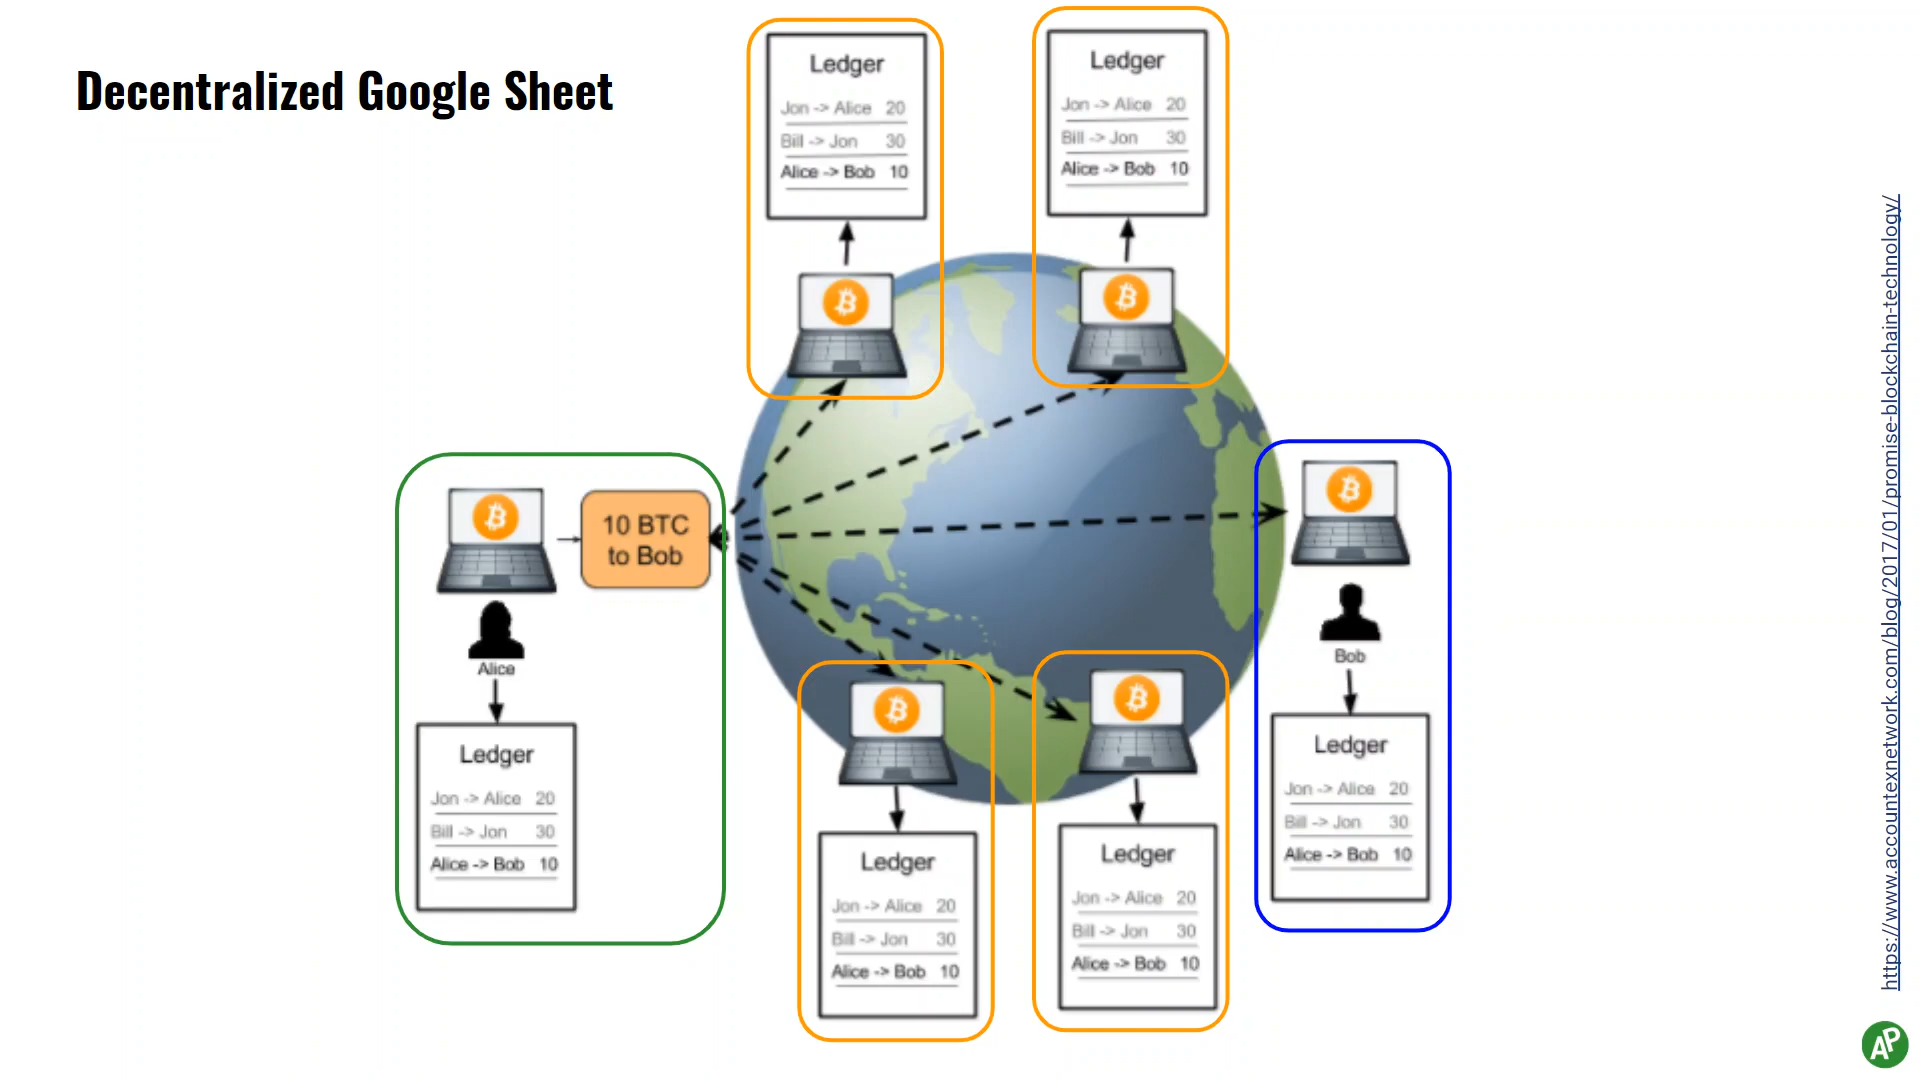 Decentralized Google Sheet
Ledger
Jon -> Alice 20
Bill -> Jon 30
Alice -> Bob 10
Ledger
Jon -> Alice 20
Bill -> Jon 30
Alice -> Bob 10
10 BTC
to Bob
Alice
Ledger
Jon -> Alice 20
Bill -> Jon 30
Alice -> Bob 10
Bob
Ledger
Jon -> Alice 20
Bill -> Jon 30
Alice -> Bob 10
Ledger
Jon -> Alice 20
Bill -> Jon 30
Alice -> Bob 10
Ledger
Jon -> Alice 20
Bill -> Jon 30
Alice -> Bob 10
https://www.accountexnetwork.com/blog/2017/01/promise-blockchain-technology/
AP